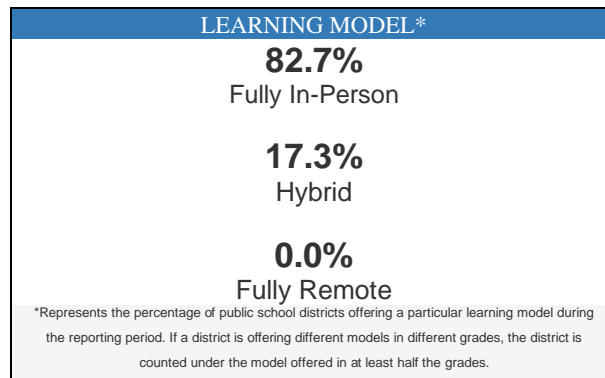 LEARNING MODEL*
82.7%
Fully In-Person
17.3%
Hybrid
0.0%
Fully Remote
*Represents the percentage of public school districts offering a particular learning model during
the reporting period. If a district is offering different models in different grades, the district is
counted under the model offered in at least half the grades.